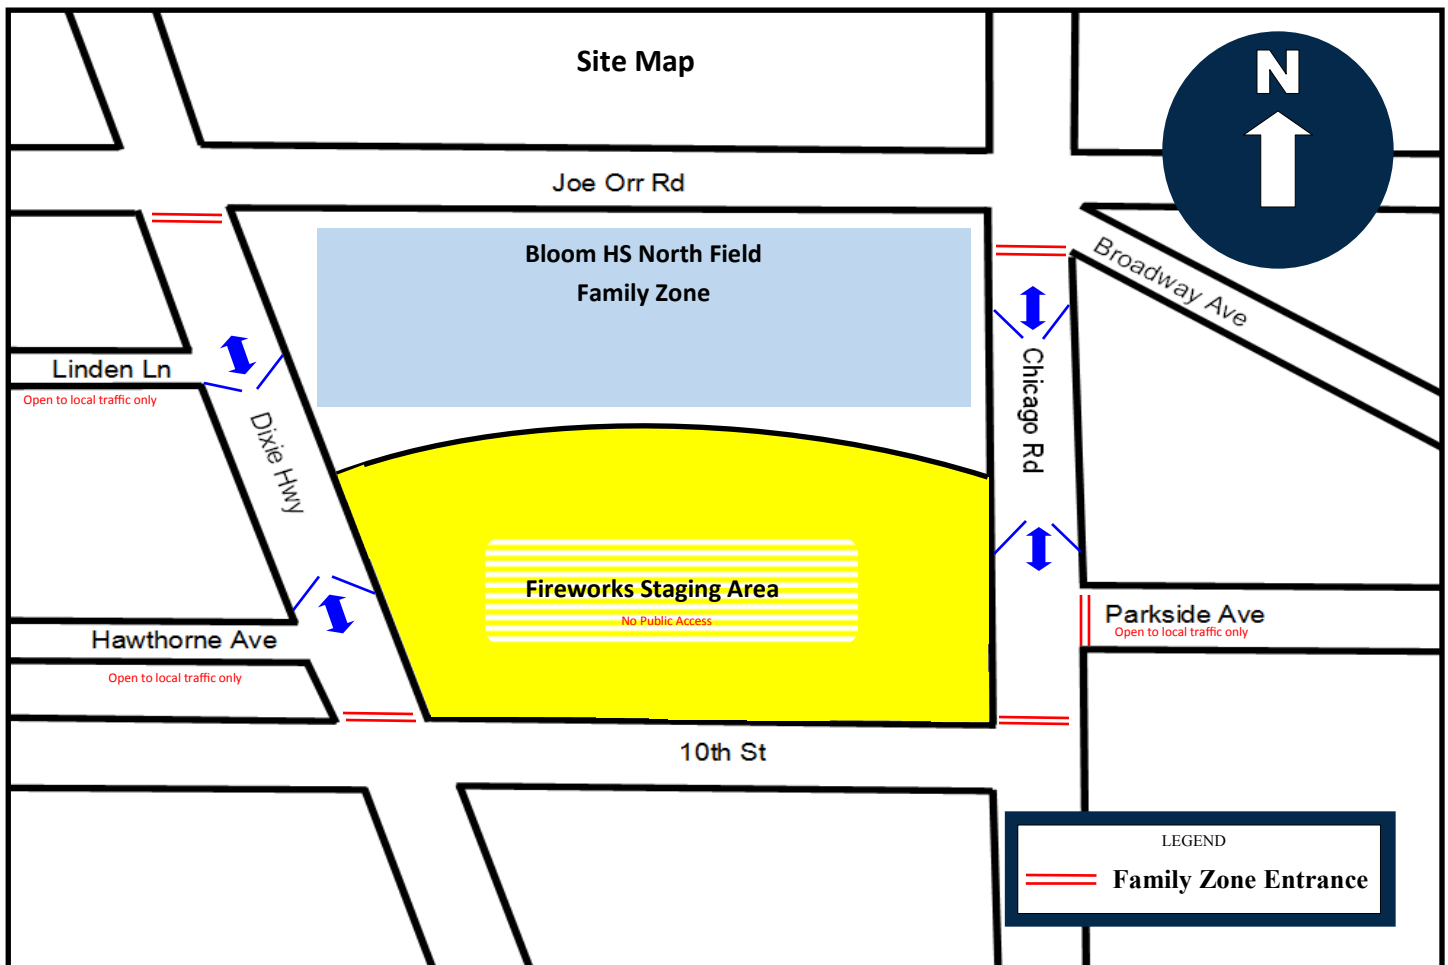 Site Map
N
Joe Orr Rd
Bloom HS North Field
Family Zone
Broadway Ave
Linden Ln
Open to local traffic only
Dixie Hwy
Chicago Rd
Fireworks Staging Area
No Public Access
Hawthorne Ave
Open to local traffic only
Parkside Ave
Open to local traffic only
10th St
LEGEND
Family Zone Entrance